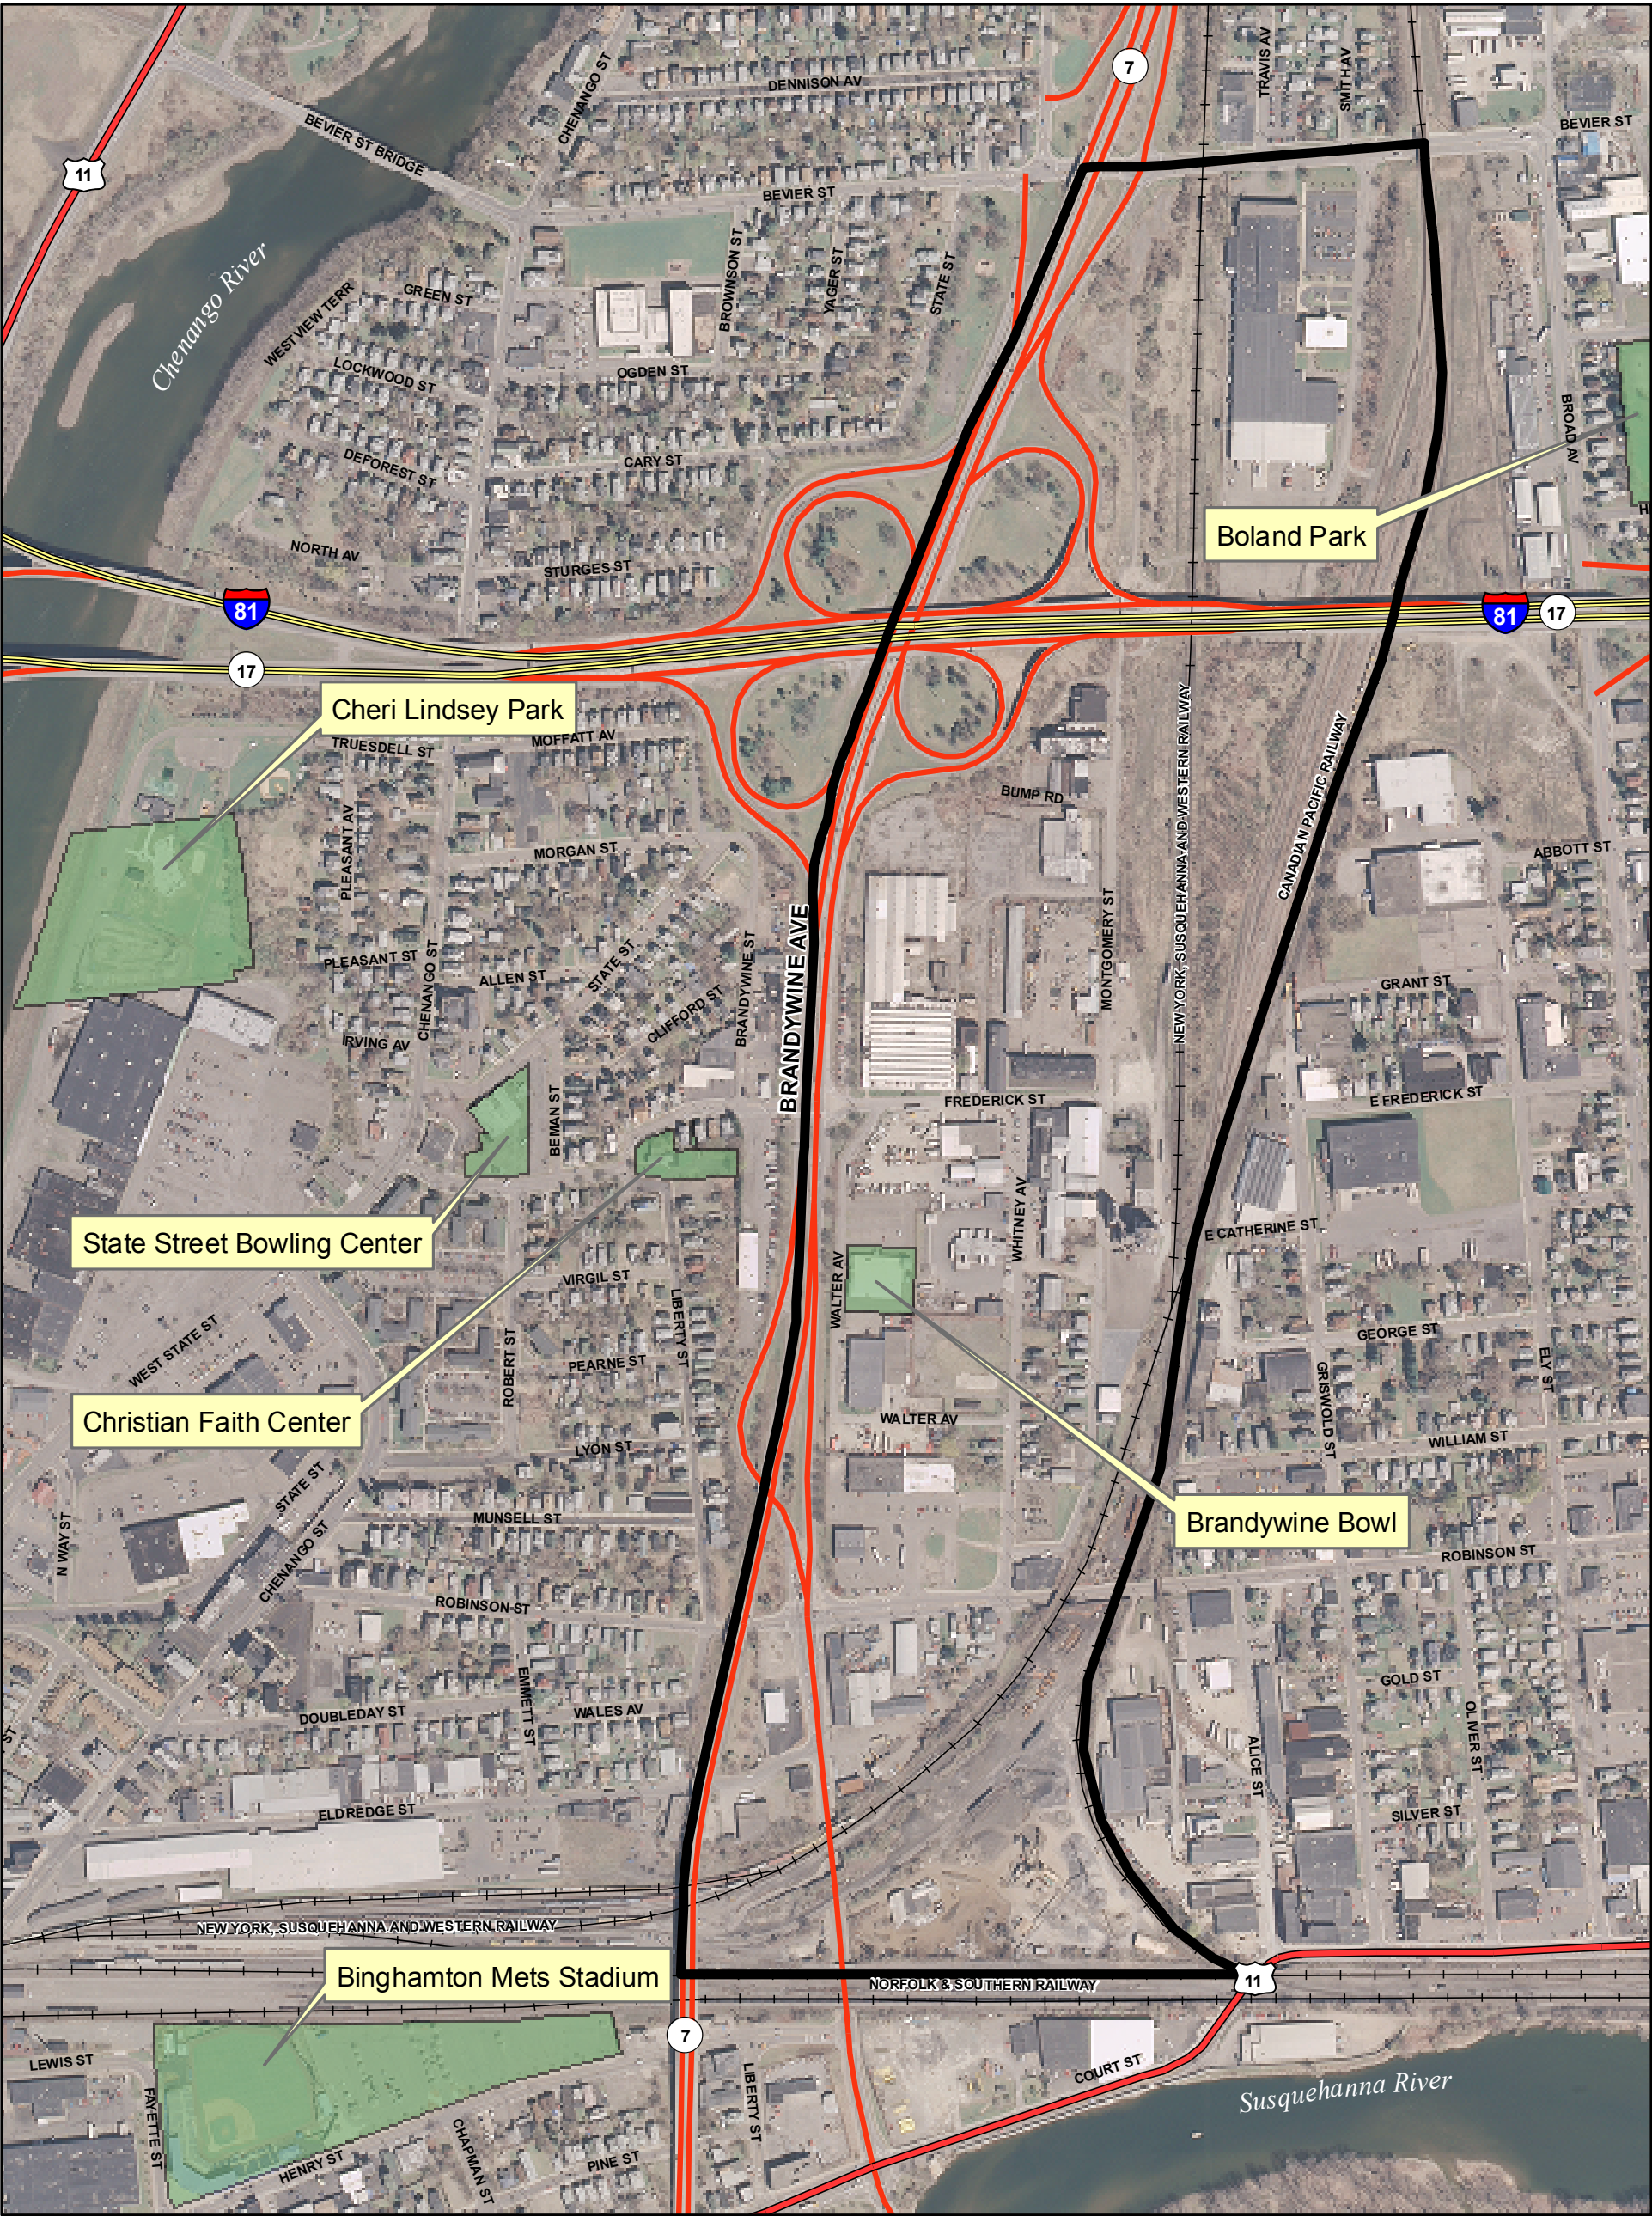 7
TRAVIS AV
SMITH AV
DENNISON AV
CHENANGO ST
BEVIER ST
BEVIER ST BRIDGE
11
BEVIER ST
Chenango River
BROWNSON ST
YAGER ST
STATE ST
WESTVIEW TERR
GREEN ST
LOCKWOOD ST
OGDEN ST
BROAD AV
DEFOREST ST
CARY ST
H
Boland Park
NORTH AV
STURGES ST
81
81
17
17
Cheri Lindsey Park
TRUESDELL ST
MOFFATT AV
NEW YORK, SUSQUEHANNA AND WESTERN RAILWAY
CANADIAN PACIFIC RAILWAY
BUMP RD
PLEASANT AV
MORGAN ST
ABBOTT ST
BRANDYWINE AVE
MONTGOMERY ST
PLEASANT ST
CHENANGO ST
ALLEN ST
STATE ST
CLIFFORD ST
BRANDYWINE ST
GRANT ST
IRVING AV
BEMAN ST
FREDERICK ST
E FREDERICK ST
State Street Bowling Center
WHITNEY AV
E CATHERINE ST
WALTER AV
VIRGIL ST
LIBERTY ST
WEST STATE ST
ROBERT ST
PEARNE ST
GEORGE ST
GRISWOLD ST
ELY ST
Christian Faith Center
WALTER AV
LYON ST
WILLIAM ST
STATE ST
N WAY ST
CHENANGO ST
MUNSELL ST
Brandywine Bowl
ROBINSON ST
ROBINSON ST
EMMETT ST
GOLD ST
OLIVER ST
DOUBLEDAY ST
WALES AV
ST
ALICE ST
ELDREDGE ST
SILVER ST
NEW YORK, SUSQUEHANNA AND WESTERN RAILWAY
Binghamton Mets Stadium
NORFOLK & SOUTHERN RAILWAY
11
7
LEWIS ST
FAYETTE ST
LIBERTY ST
COURT ST
Susquehanna River
CHAPMAN ST
HENRY ST
PINE ST